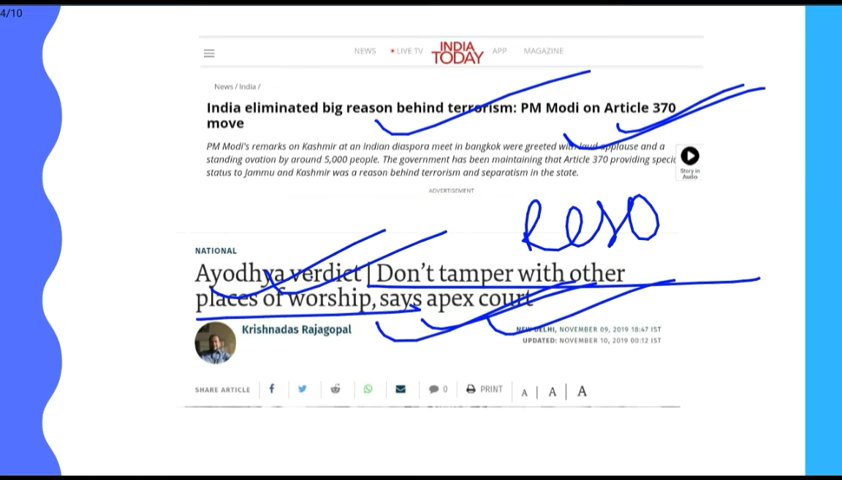 4/10
NEWS LIVE TV INDIA TODAY APP MAGAZINE
News / India /
India eliminated big reason behind terrorism: PM Modi on Article 370
move
PM Modi's remarks on Kashmir at an Indian diaspora meet in bangkok were greeted with loud applause and a
standing ovation by around 5,000 people. The government has been maintaining that Article 370 providing speci
status to Jammu and Kashmir was a reason behind terrorism and separatism in the state.
Story in
Audio
ADVERTISEMENT
Reso
NATIONAL
Ayodhya verdict | Don't tamper with other
places of worship, says apex court
Krishnadas Rajagopal
NEW DELHI, NOVEMBER 09, 2019 18:47 IST
UPDATED: NOVEMBER 10, 2019 00:12 IST
SHARE ARTICLE f 0 PRINT A | A | A